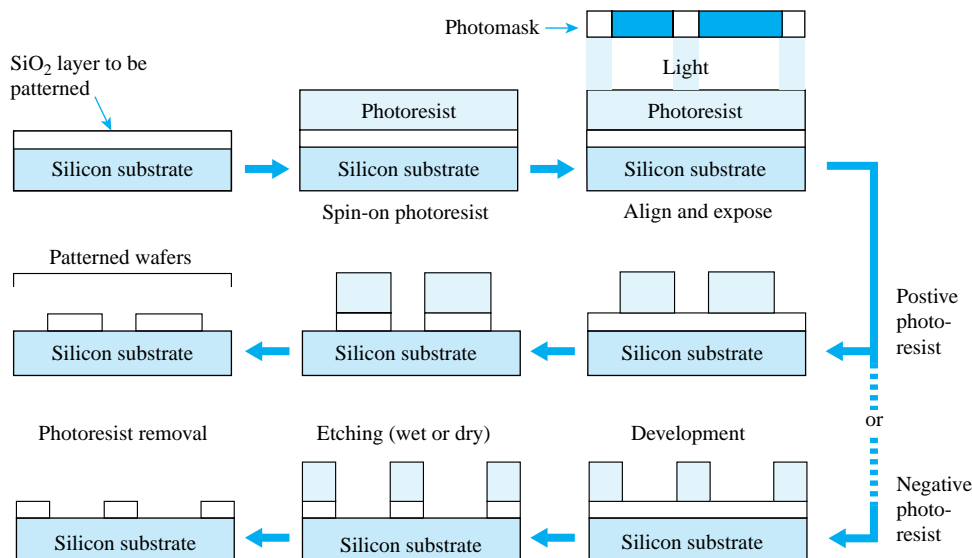 Photomask
SiO₂ layer to be
patterned
Light
Photoresist
Photoresist
Silicon substrate
Silicon substrate
Silicon substrate
Spin-on photoresist
Align and expose
Patterned wafers
Postive
photo-
resist
Silicon substrate
Silicon substrate
Silicon substrate
or
Photoresist removal
Etching (wet or dry)
Development
Negative
photo-
resist
Silicon substrate
Silicon substrate
Silicon substrate